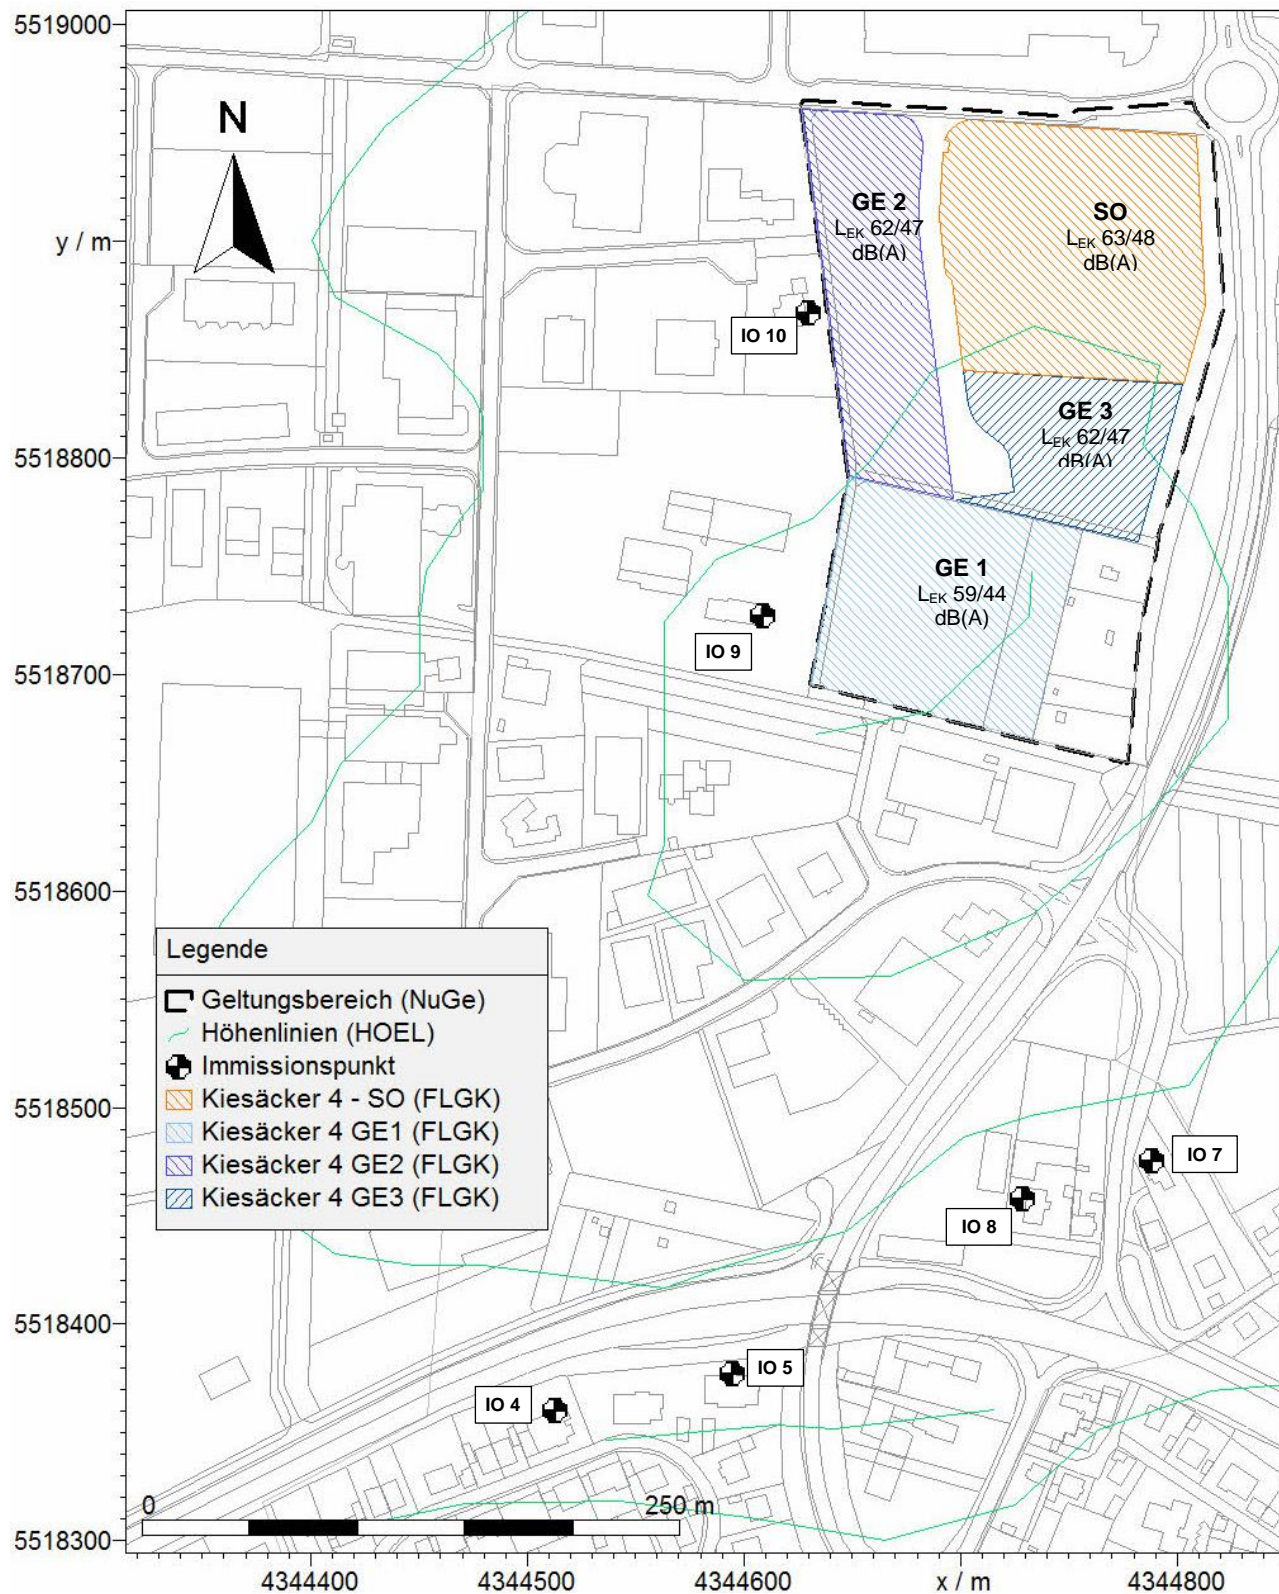 5519000
N
y / m
GE 2
LEK 62/47
dB(A)
SO
LEK 63/48
dB(A)
IO 10
GE 3
LEK 62/47
dB(A)
5518800
GE 1
LEK 59/44
dB(A)
IO 9
5518700
5518600
Legende
Geltungsbereich (NuGe)
Höhenlinien (HOEL)
Immissionspunkt
Kiesäcker 4 - SO (FLGK)
Kiesäcker 4 GE1 (FLGK)
Kiesäcker 4 GE2 (FLGK)
Kiesäcker 4 GE3 (FLGK)
5518500
IO 7
IO 8
5518400
IO 5
IO 4
0
250 m
5518300
4344400
4344500
4344600
x / m
4344800